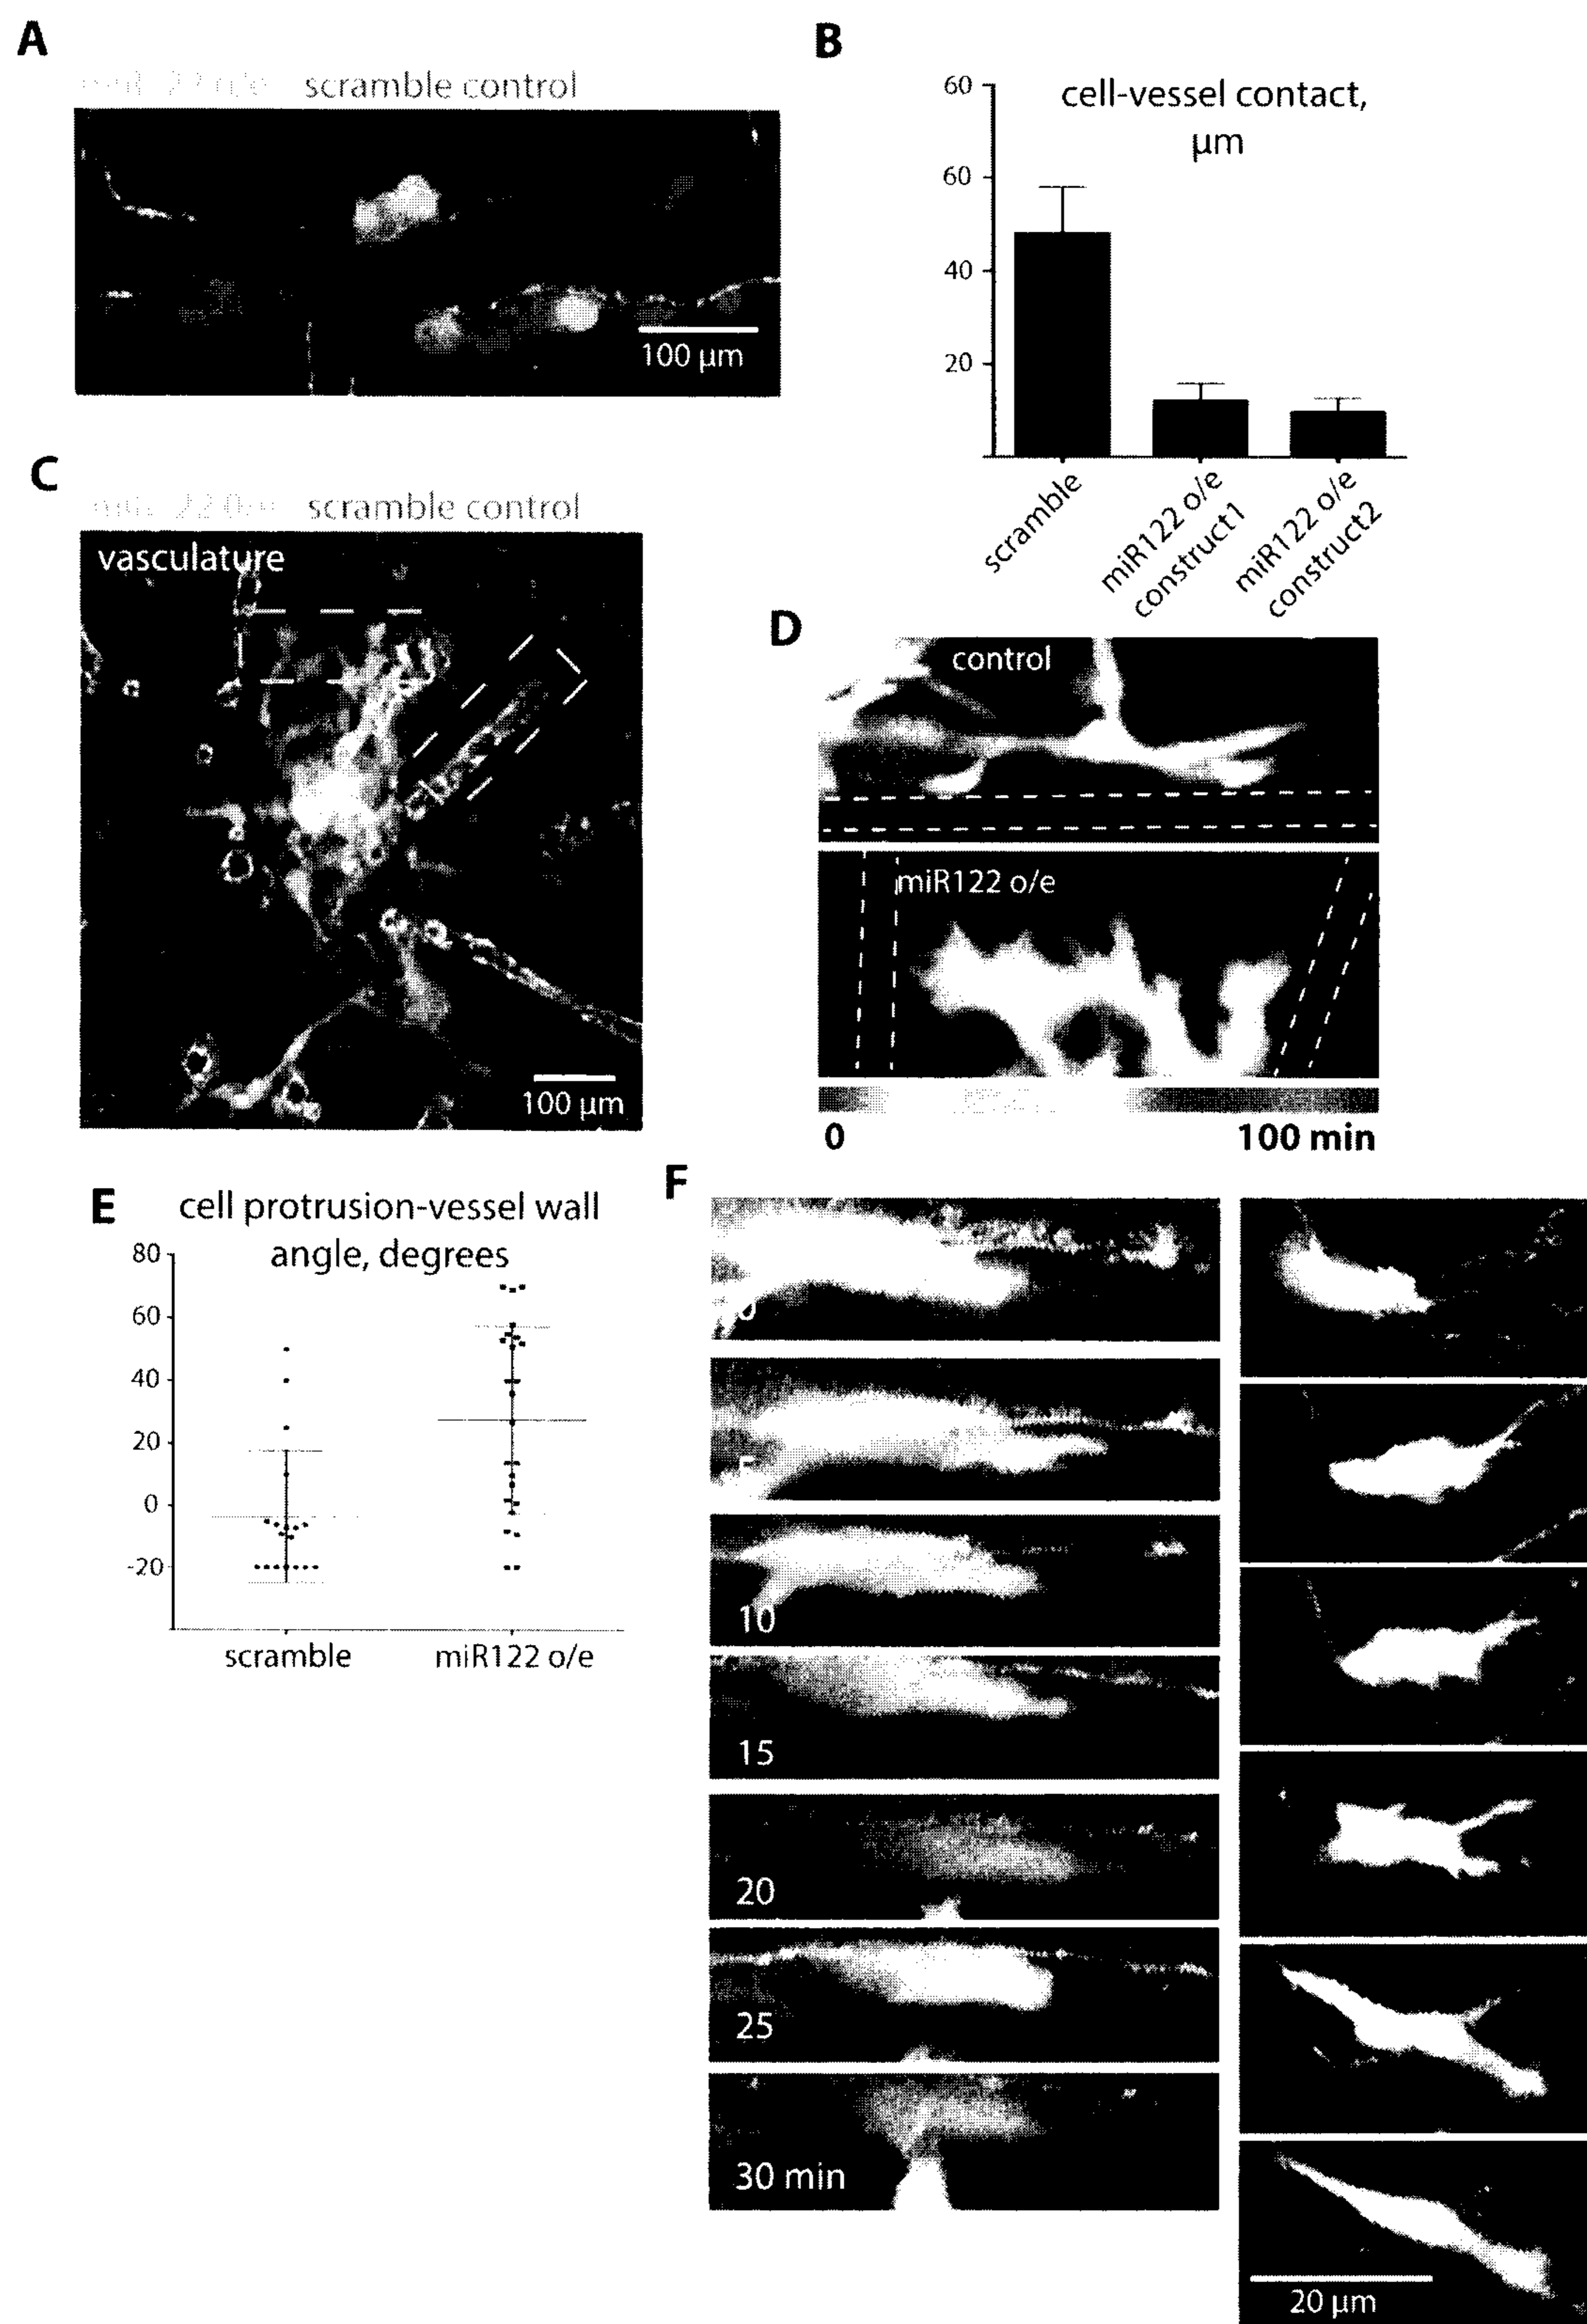 A
scramble control
100 μm
B
cell-vessel contact,
μm
60
60
40
20
scramble
miR122 o/e
construct1
miR122 o/e
construct2
C
scramble control
vasculature
100 μm
D
control
miR122 o/e
0
100 min
E
cell protrusion-vessel wall
angle, degrees
80
60
40
20
0
-20
scramble
miR122 o/e
F
10
15
20
25
30 min
20 μm